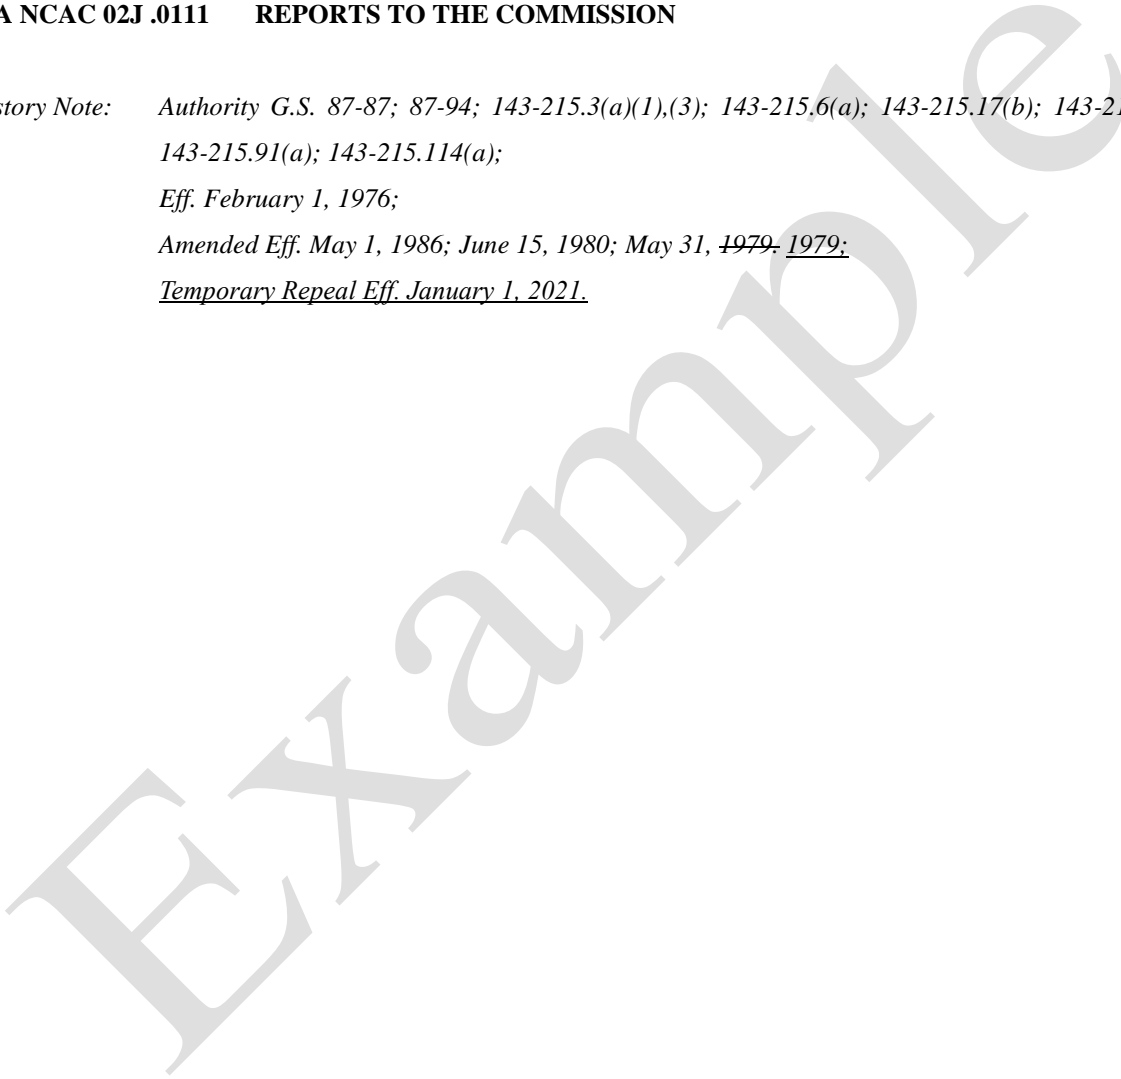 A NCAC 02J .0111 REPORTS TO THE COMMISSION
story Note: Authority G.S. 87-87; 87-94; 143-215.3(a)(1),(3); 143-215.6(a); 143-215.17(b); 143-21
143-215.91(a); 143-215.114(a);
Eff. February 1, 1976;
Amended Eff. May 1, 1986; June 15, 1980; May 31, 1979. 1979;
Temporary Repeal Eff. January 1, 2021.
Example